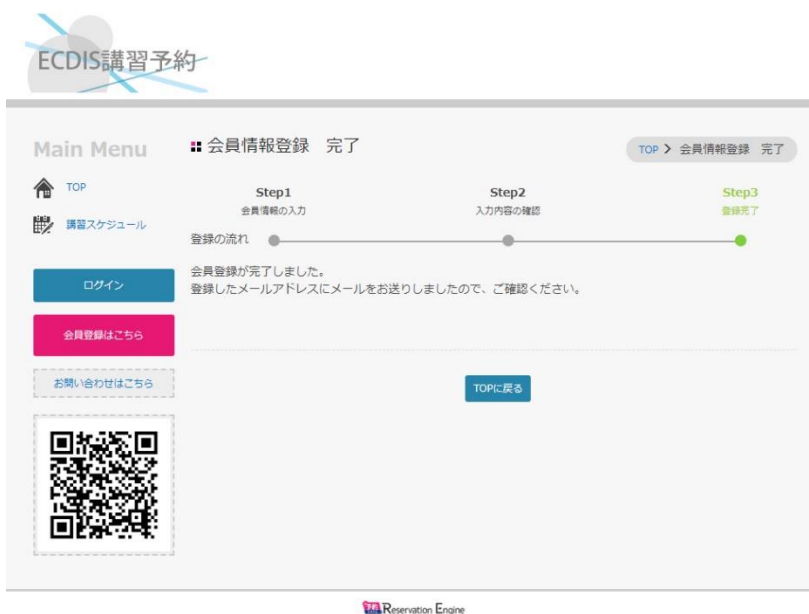 ECDIS講習予約
Main Menu
TOP
講習スケジュール
ログイン
会員登録はこちら
お問い合わせはこちら
会員情報登録　完了
TOP > 会員情報登録　完了
Step1
会員情報の入力
Step2
入力内容の確認
Step3
登録完了
登録の流れ
会員登録が完了しました。
登録したメールアドレスにメールをお送りしましたので、ご確認ください。
TOPに戻る
Reservation Engine